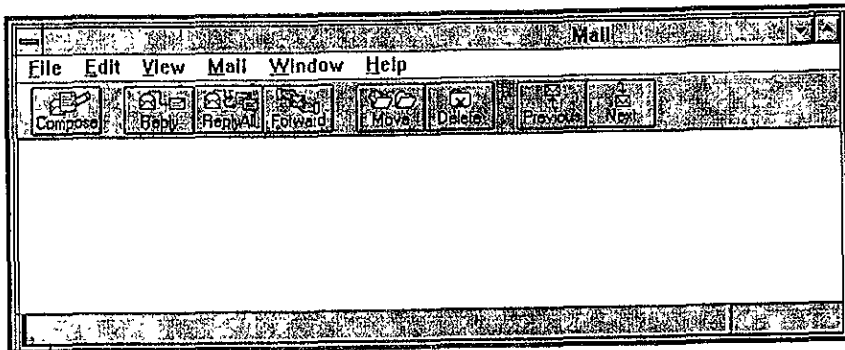 Mail
File Edit View Mail Window Help
Compose Reply ReplyAll Forward Move Delete Previous Next